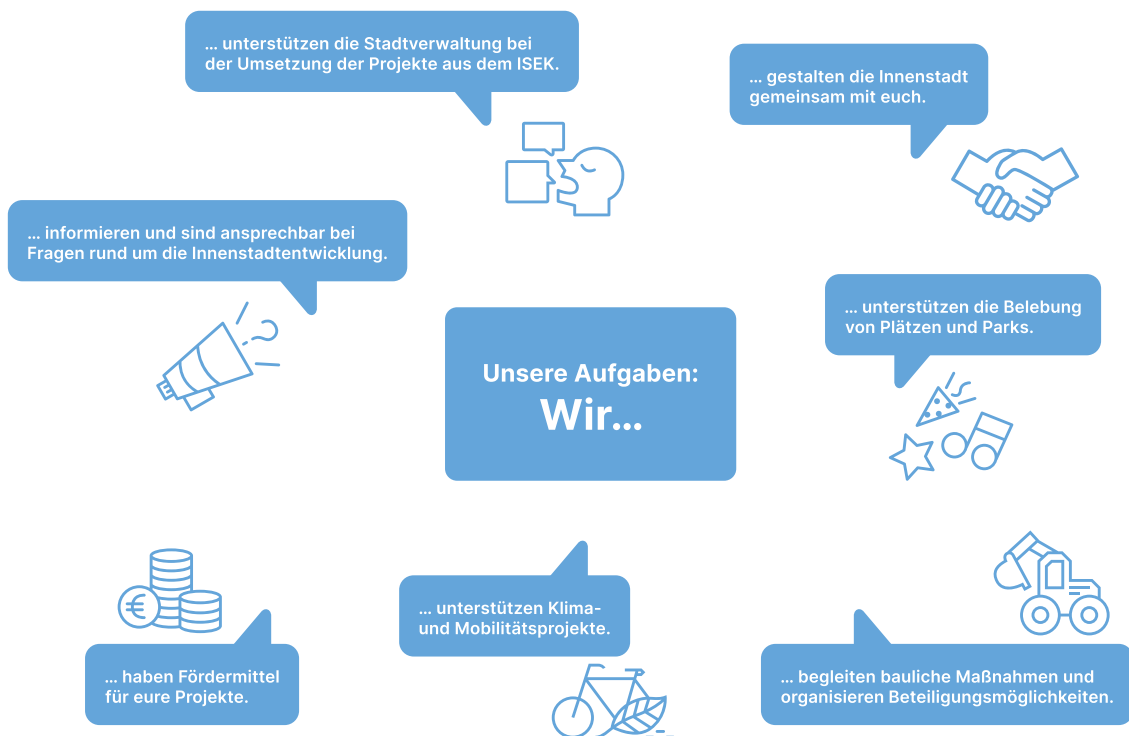 ... unterstützen die Stadtverwaltung bei
der Umsetzung der Projekte aus dem ISEK.
... gestalten die Innenstadt
gemeinsam mit euch.
... informieren und sind ansprechbar bei
Fragen rund um die Innenstadtentwicklung.
... unterstützen die Belebung
von Plätzen und Parks.
Unsere Aufgaben:
Wir...
... haben Fördermittel
für eure Projekte.
... unterstützen Klima-
und Mobilitätsprojekte.
... begleiten bauliche Maßnahmen und
organisieren Beteiligungsmöglichkeiten.
€